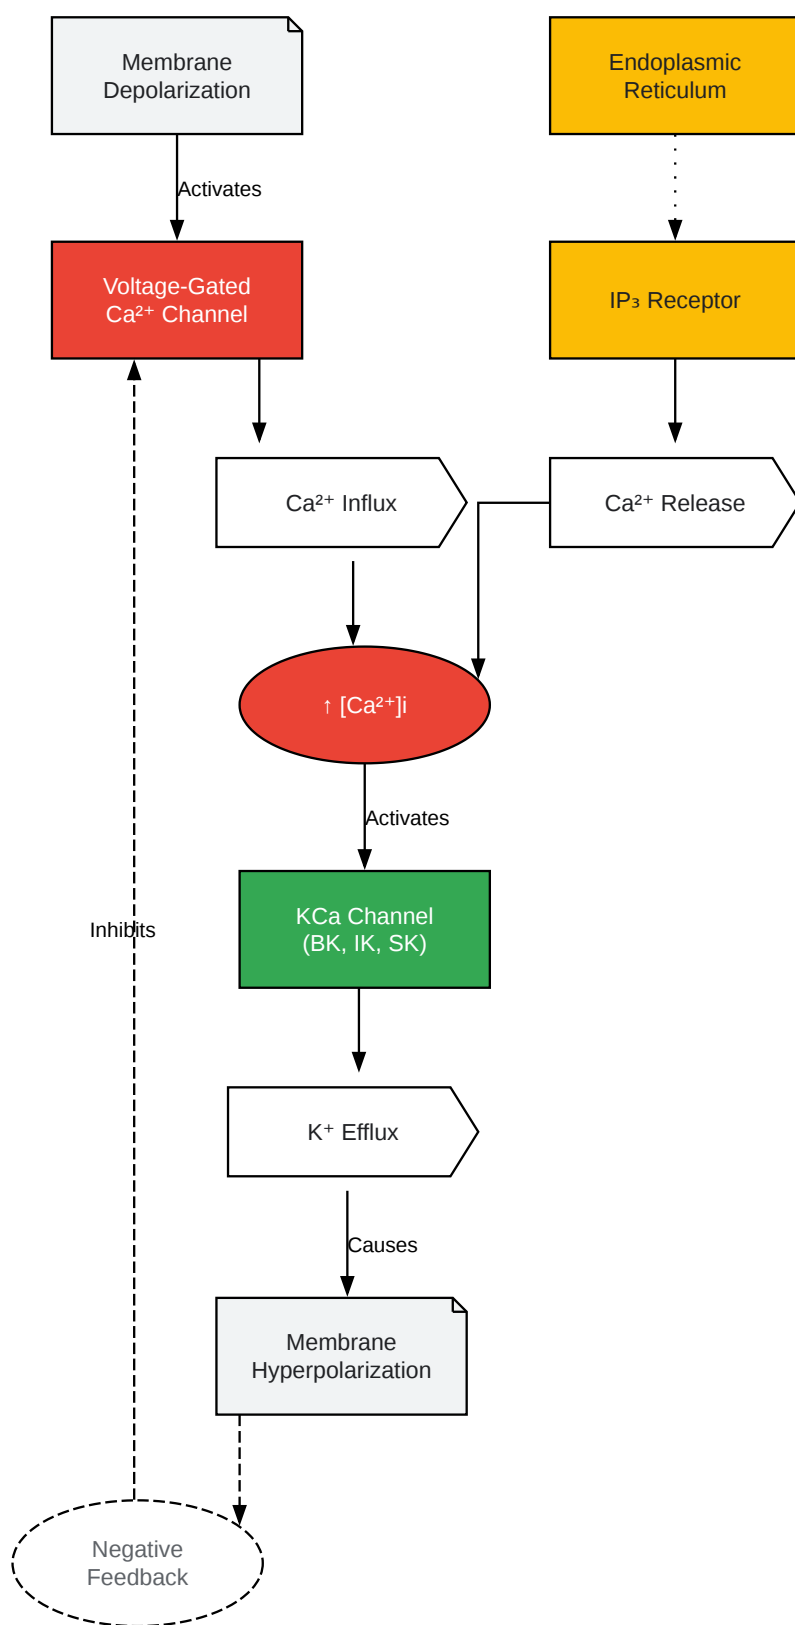 Membrane
Depolarization
Endoplasmic
Reticulum
Activates
Voltage-Gated
Ca²⁺ Channel
IP₃ Receptor
Ca²⁺ Influx
Ca²⁺ Release
↑ [Ca²⁺]i
Activates
KCa Channel
(BK, IK, SK)
Inhibits
K⁺ Efflux
Causes
Membrane
Hyperpolarization
Negative
Feedback